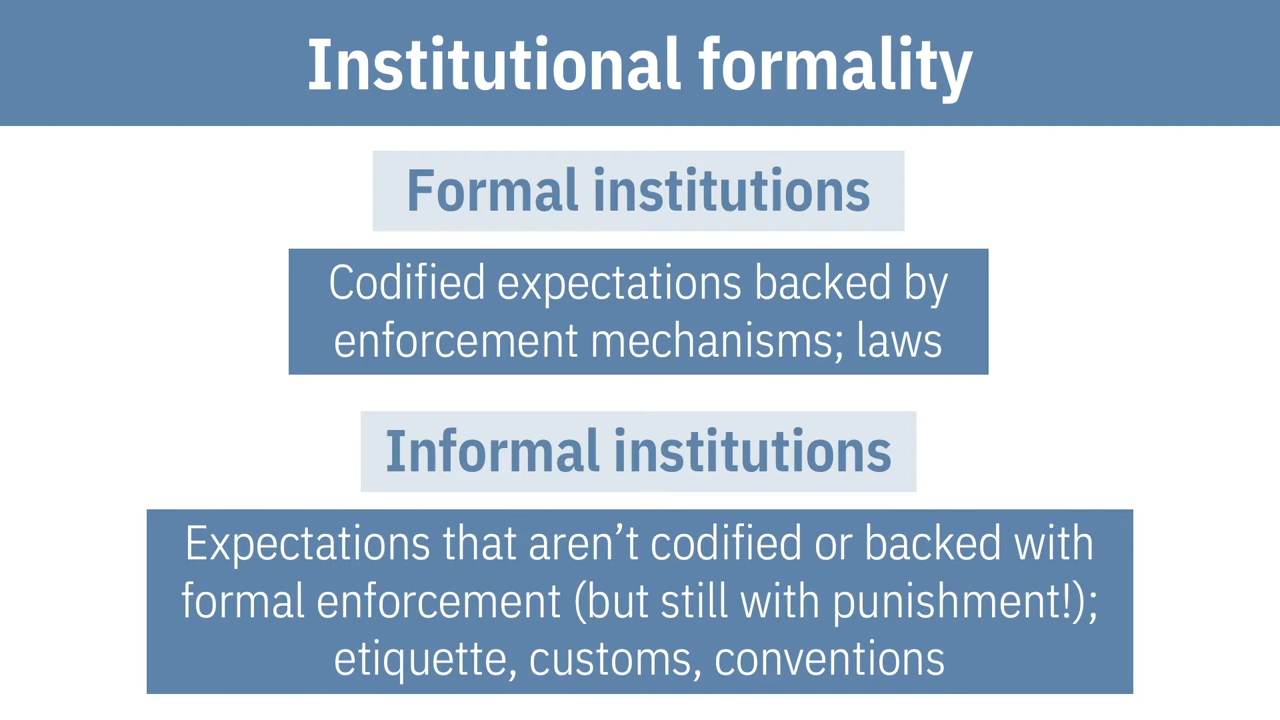 Institutional formality
Formal institutions
Codified expectations backed by
enforcement mechanisms; laws
Informal institutions
Expectations that aren’t codified or backed with
formal enforcement (but still with punishment!);
etiquette, customs, conventions